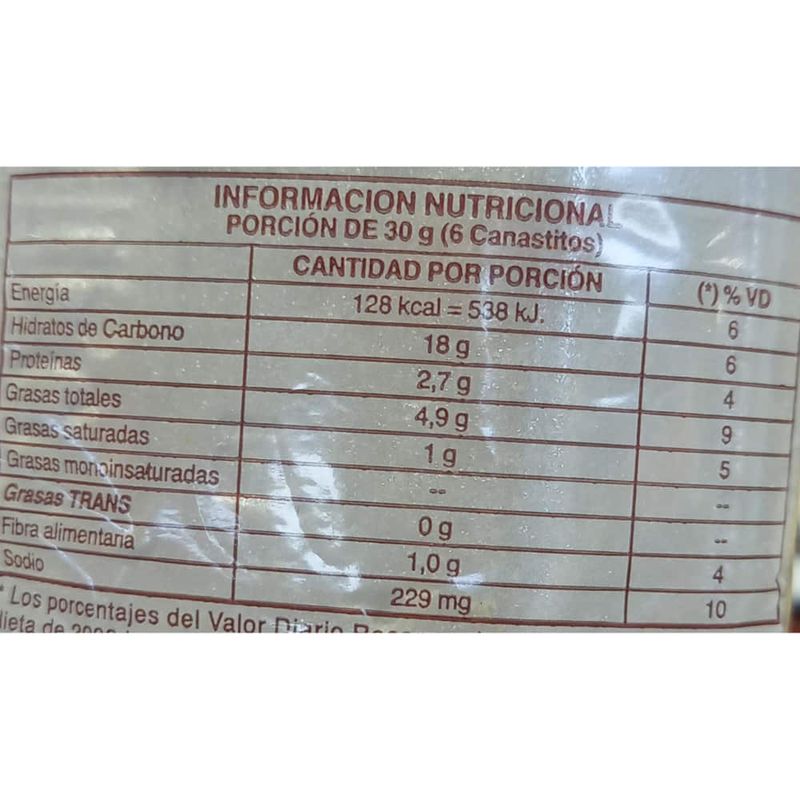 INFORMACION NUTRICIONAL
PORCIÓN DE 30 g (6 Canastitos)
CANTIDAD POR PORCIÓN (*) % VD
Energía 128 kcal = 538 kJ. 6
Hidratos de Carbono 18 g 6
Proteínas 2,7 g 4
Grasas totales 4,9 g 9
Grasas saturadas 1 g 5
Grasas monoinsaturadas -- --
Grasas TRANS 0 g --
Fibra alimentaria 1,0 g 4
Sodio 229 mg 10
* Los porcentajes del Valor Diario
de